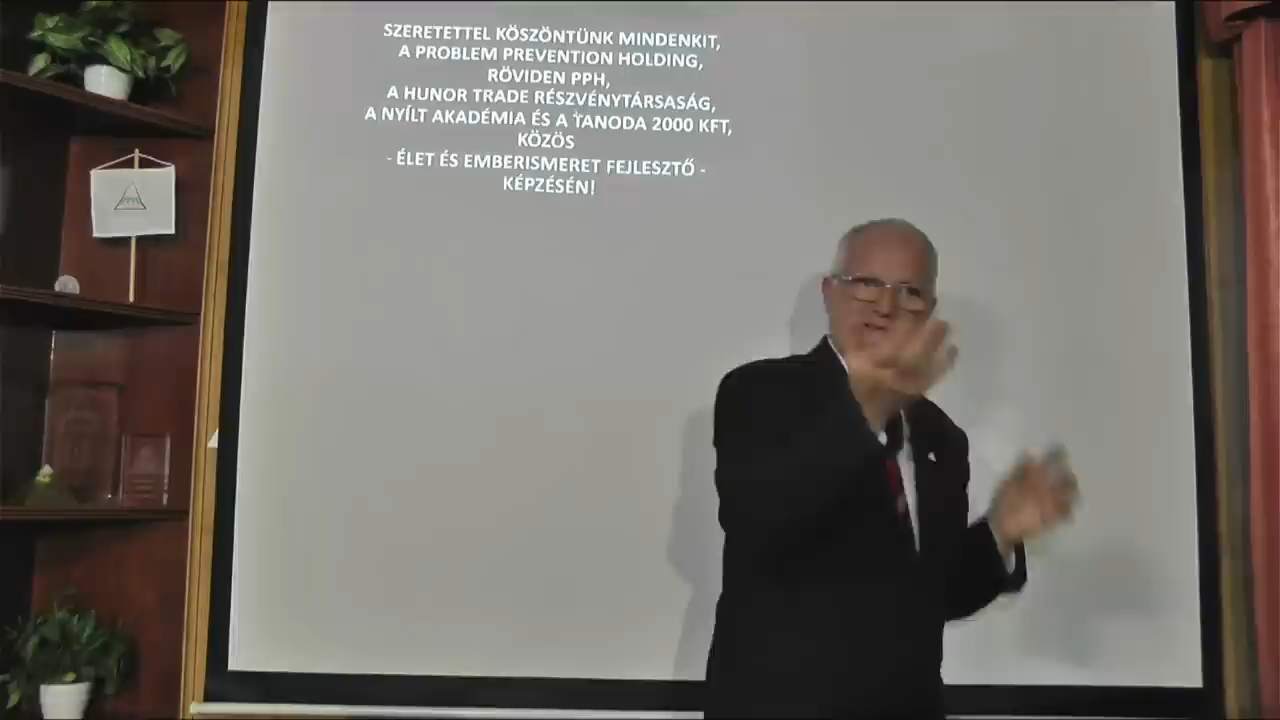 SZERETETTEL KÖSZÖNTÜNK MINDENKIT,
A PROBLEM PREVENTION HOLDING,
RÖVIDEN PPH,
A HUNOR TRADE RÉSZVÉNYTÁRSASÁG,
A NYÍLT AKADÉMIA ÉS A TANODA 2000 KFT,
KÖZÖS
- ÉLET ÉS EMBERISMERET FEJLESZTŐ -
KÉPZÉSÉN!